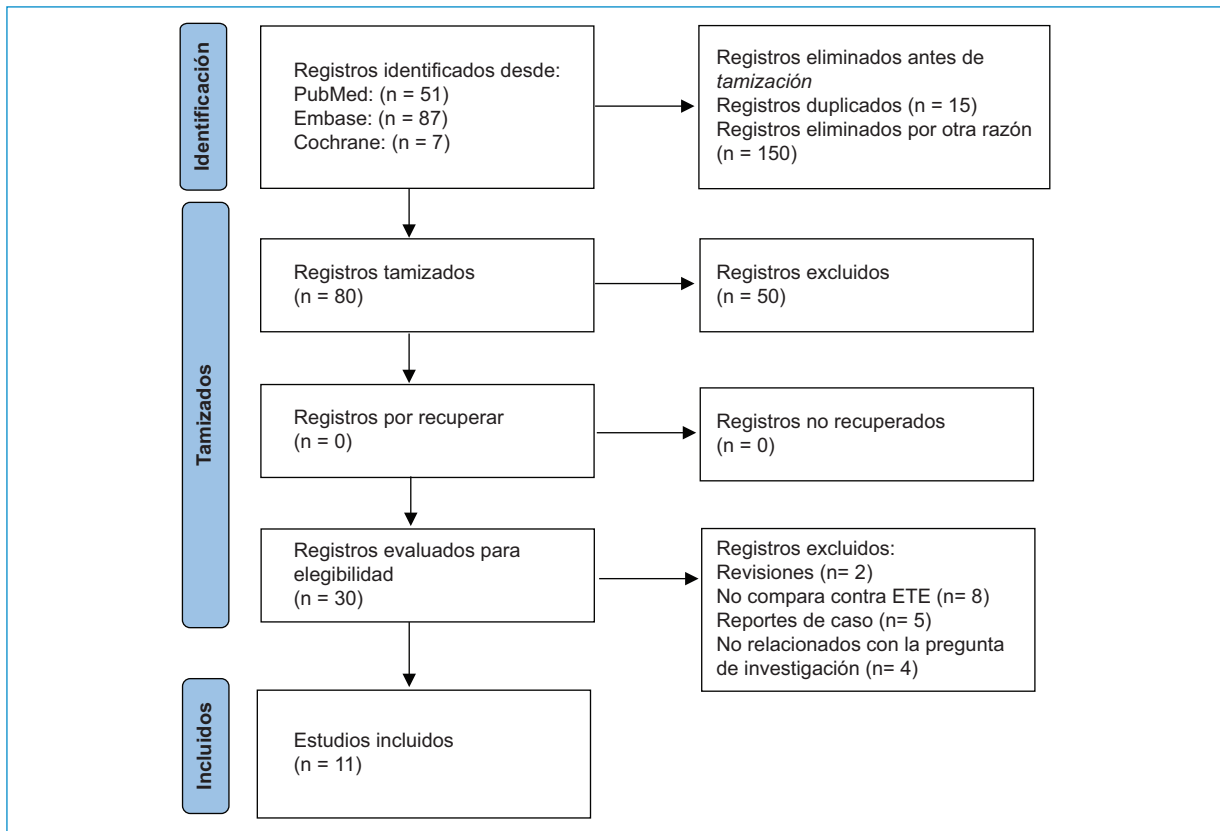 Identificación
Registros identificados desde:
PubMed: (n = 51)
Embase: (n = 87)
Cochrane: (n = 7)
Registros eliminados antes de
tamización
Registros duplicados (n = 15)
Registros eliminados por otra razón
(n = 150)
Tamizados
Registros tamizados
(n = 80)
Registros excluidos
(n = 50)
Registros por recuperar
(n = 0)
Registros no recuperados
(n = 0)
Registros evaluados para
elegibilidad
(n = 30)
Registros excluidos:
Revisiones (n= 2)
No compara contra ETE (n= 8)
Reportes de caso (n= 5)
No relacionados con la pregunta
de investigación (n= 4)
Incluidos
Estudios incluidos
(n = 11)